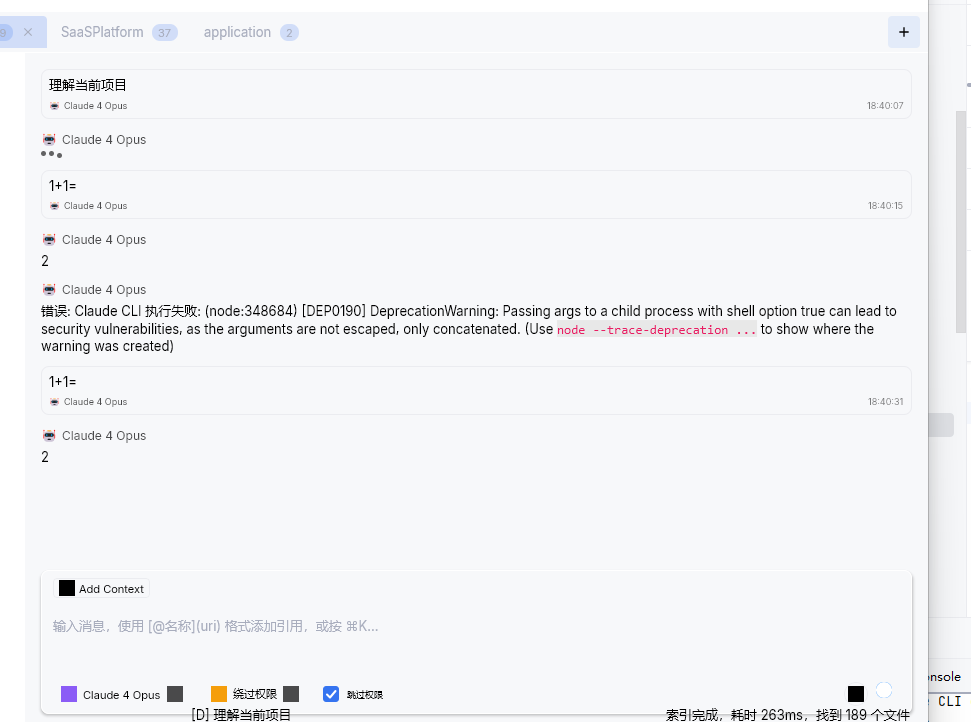 9 ×
SaaSPlatform 37
application 2
+
理解当前项目
Claude 4 Opus 18:40:07
Claude 4 Opus
1+1=
Claude 4 Opus 18:40:15
Claude 4 Opus
2
Claude 4 Opus
错误: Claude CLI 执行失败: (node:348684) [DEP0190] DeprecationWarning: Passing args to a child process with shell option true can lead to
security vulnerabilities, as the arguments are not escaped, only concatenated. (Use node --trace-deprecation ... to show where the
warning was created)
1+1=
Claude 4 Opus 18:40:31
Claude 4 Opus
2
Add Context
输入消息，使用 [@名称](uri) 格式添加引用，或按 ⌘K...
nsole
Claude 4 Opus 绕过权限 跳过权限
CLI
[D] 理解当前项目 索引完成，耗时 263ms，找到 189 个文件